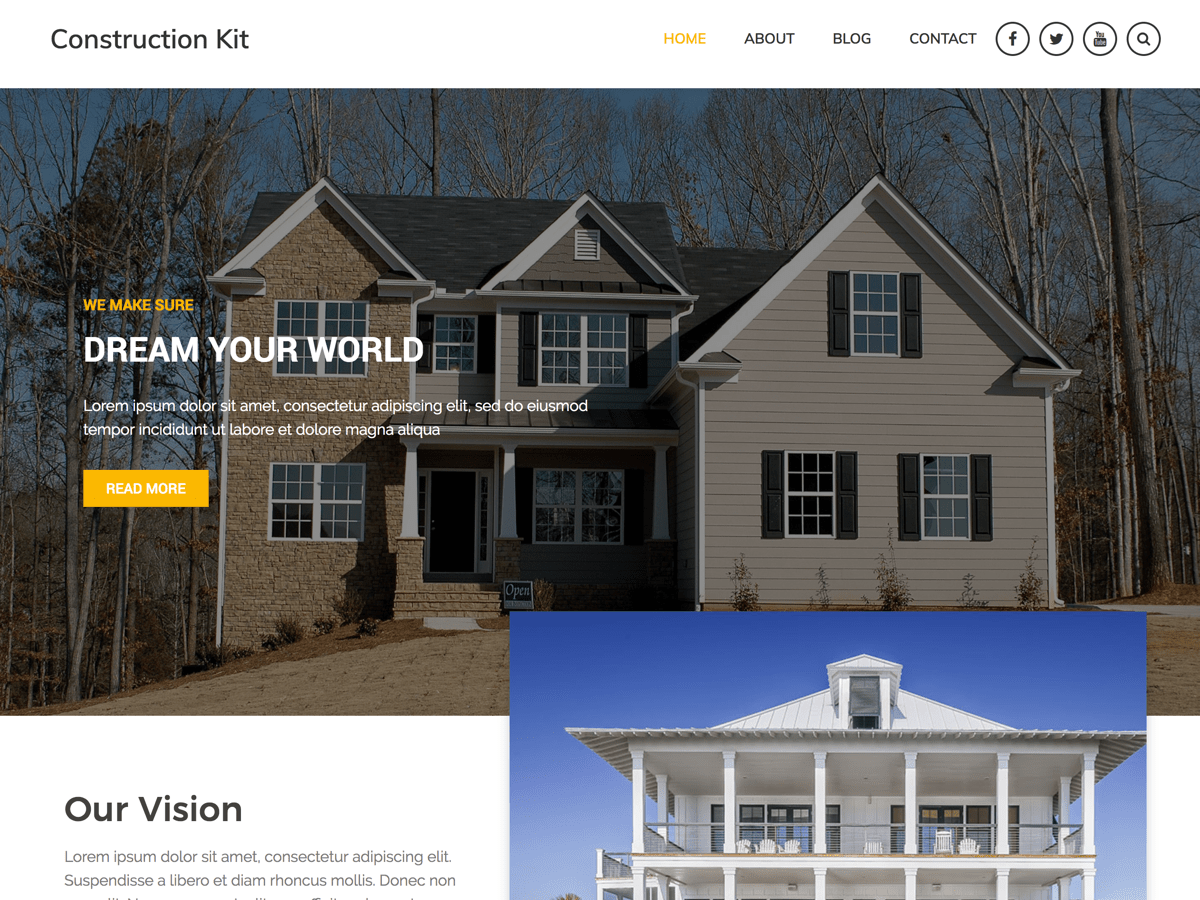 Construction Kit
HOME ABOUT BLOG CONTACT
You
Tube
WE MAKE SURE
DREAM YOUR WORLD
Lorem ipsum dolor sit amet, consectetur adipiscing elit, sed do eiusmod
tempor incididunt ut labore et dolore magna aliqua
READ MORE
Open
Our Vision
Lorem ipsum dolor sit amet, consectetur adipiscing elit.
Suspendisse a libero et diam rhoncus mollis. Donec non